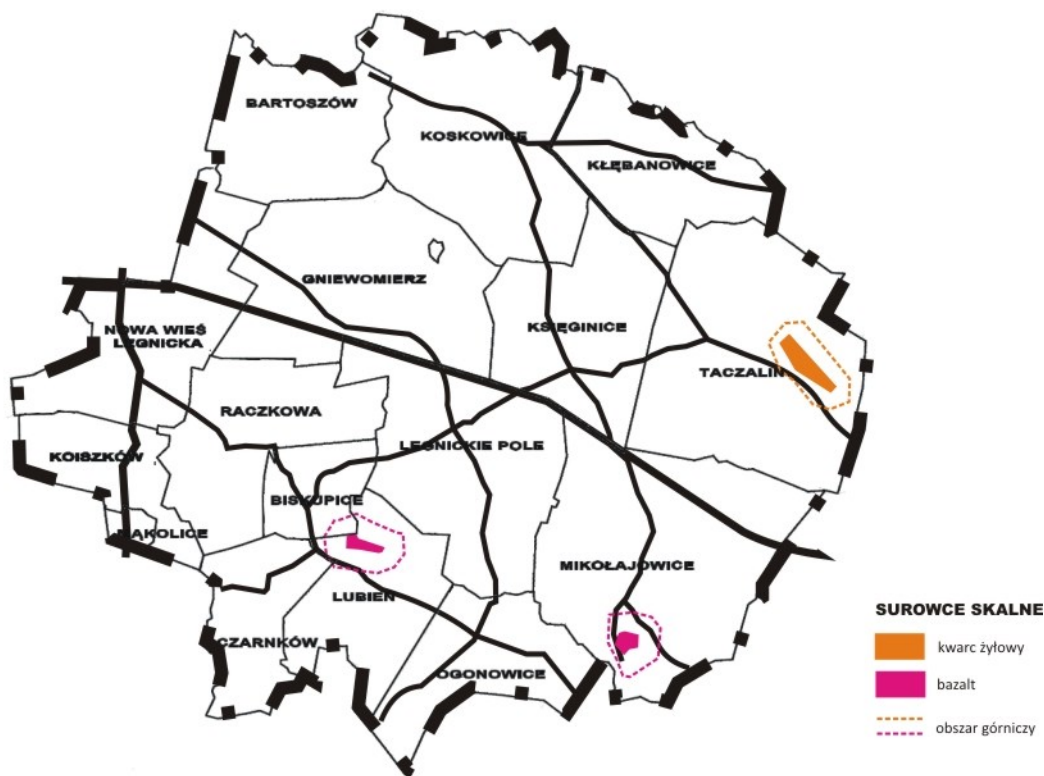 BARTOSZÓW
KOSKOWICE
KŁĘBANOWICE
GNIEWOMIERZ
NOWA WIEŚ
LEGNICKA
KSIĘGINICE
TACZALIN
RACZKOWA
LEGNICKIE POLE
KOISZKÓW
BISKUPICE
MĄKOLICE
MIKOŁAJOWICE
LUBIEŃ
CZARNKÓW
OGONOWICE
SUROWCE SKALNE
kwarc żyłowy
bazalt
obszar górniczy